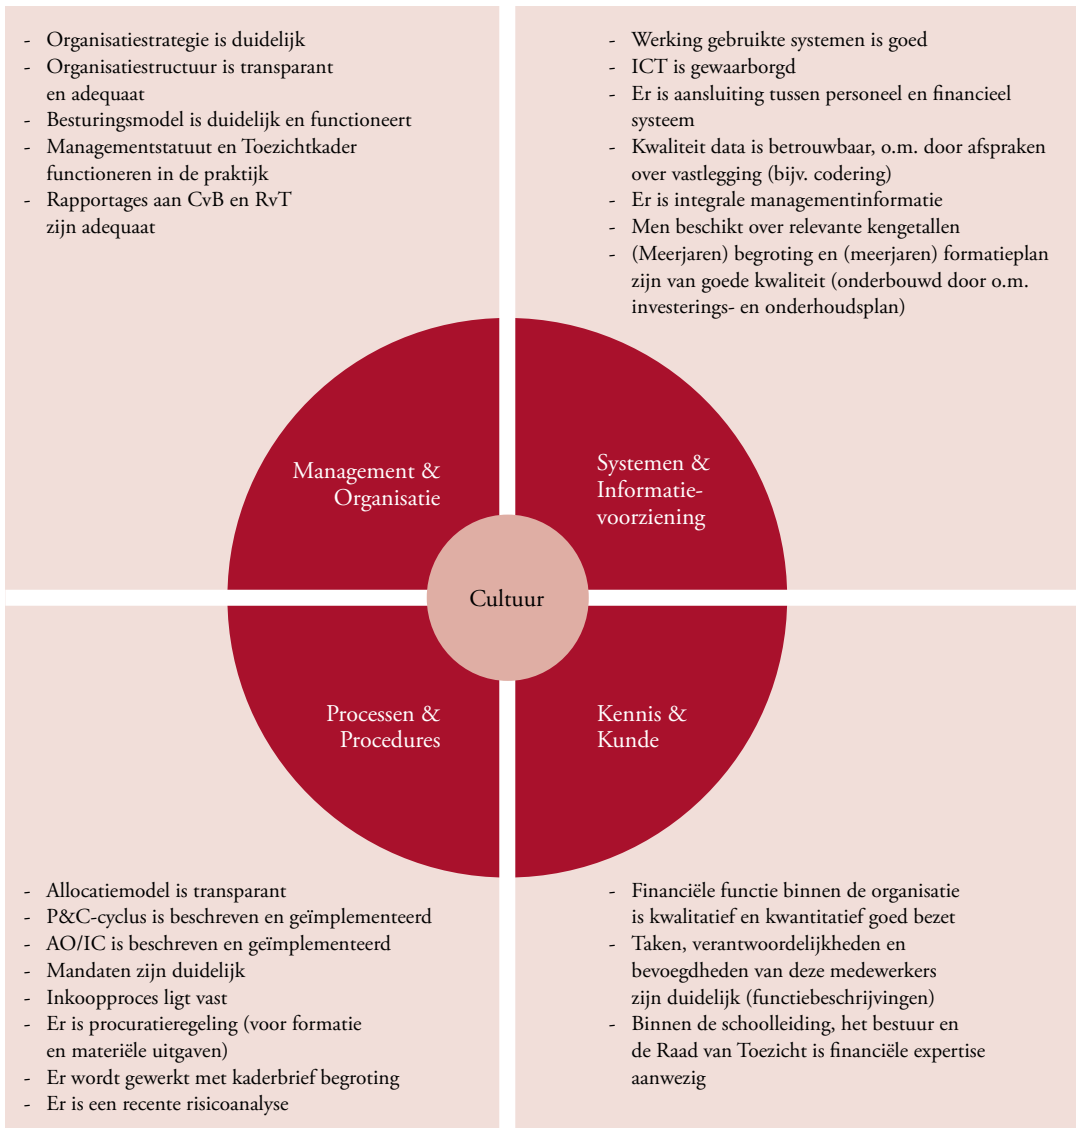 - Organisatiestrategie is duidelijk
- Organisatiestructuur is transparant
en adequaat
- Besturingsmodel is duidelijk en functioneert
- Managementstatuut en Toezichtkader
functioneren in de praktijk
- Rapportages aan CvB en RvT
zijn adequaat
- Werking gebruikte systemen is goed
- ICT is gewaarborgd
- Er is aansluiting tussen personeel en financieel
systeem
- Kwaliteit data is betrouwbaar, o.m. door afspraken
over vastlegging (bijv. codering)
- Er is integrale managementinformatie
- Men beschikt over relevante kengetallen
- (Meerjaren) begroting en (meerjaren) formatieplan
zijn van goede kwaliteit (onderbouwd door o.m.
investerings- en onderhoudsplan)
Management &
Organisatie
Systemen &
Informatie-
voorziening
Cultuur
Processen &
Procedures
Kennis &
Kunde
- Allocatiemodel is transparant
- P&C-cyclus is beschreven en geïmplementeerd
- AO/IC is beschreven en geïmplementeerd
- Mandaten zijn duidelijk
- Inkoopproces ligt vast
- Er is procuratieregeling (voor formatie
en materiële uitgaven)
- Er wordt gewerkt met kaderbrief begroting
- Er is een recente risicoanalyse
- Financiële functie binnen de organisatie
is kwalitatief en kwantitatief goed bezet
- Taken, verantwoordelijkheden en
bevoegdheden van deze medewerkers
zijn duidelijk (functiebeschrijvingen)
- Binnen de schoolleiding, het bestuur en
de Raad van Toezicht is financiële expertise
aanwezig